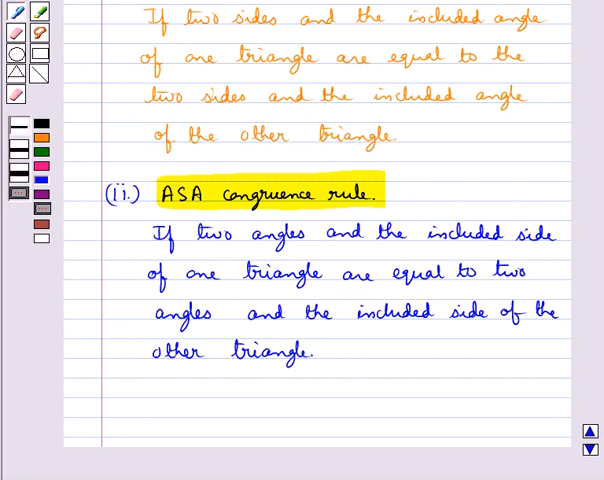 If two sides and the included angle
of one triangle are equal to the
two sides and the included angle
of the other triangle.
(ii.) ASA congruence rule.
If two angles and the included side
of one triangle are equal to two
angles and the included side of the
other triangle.